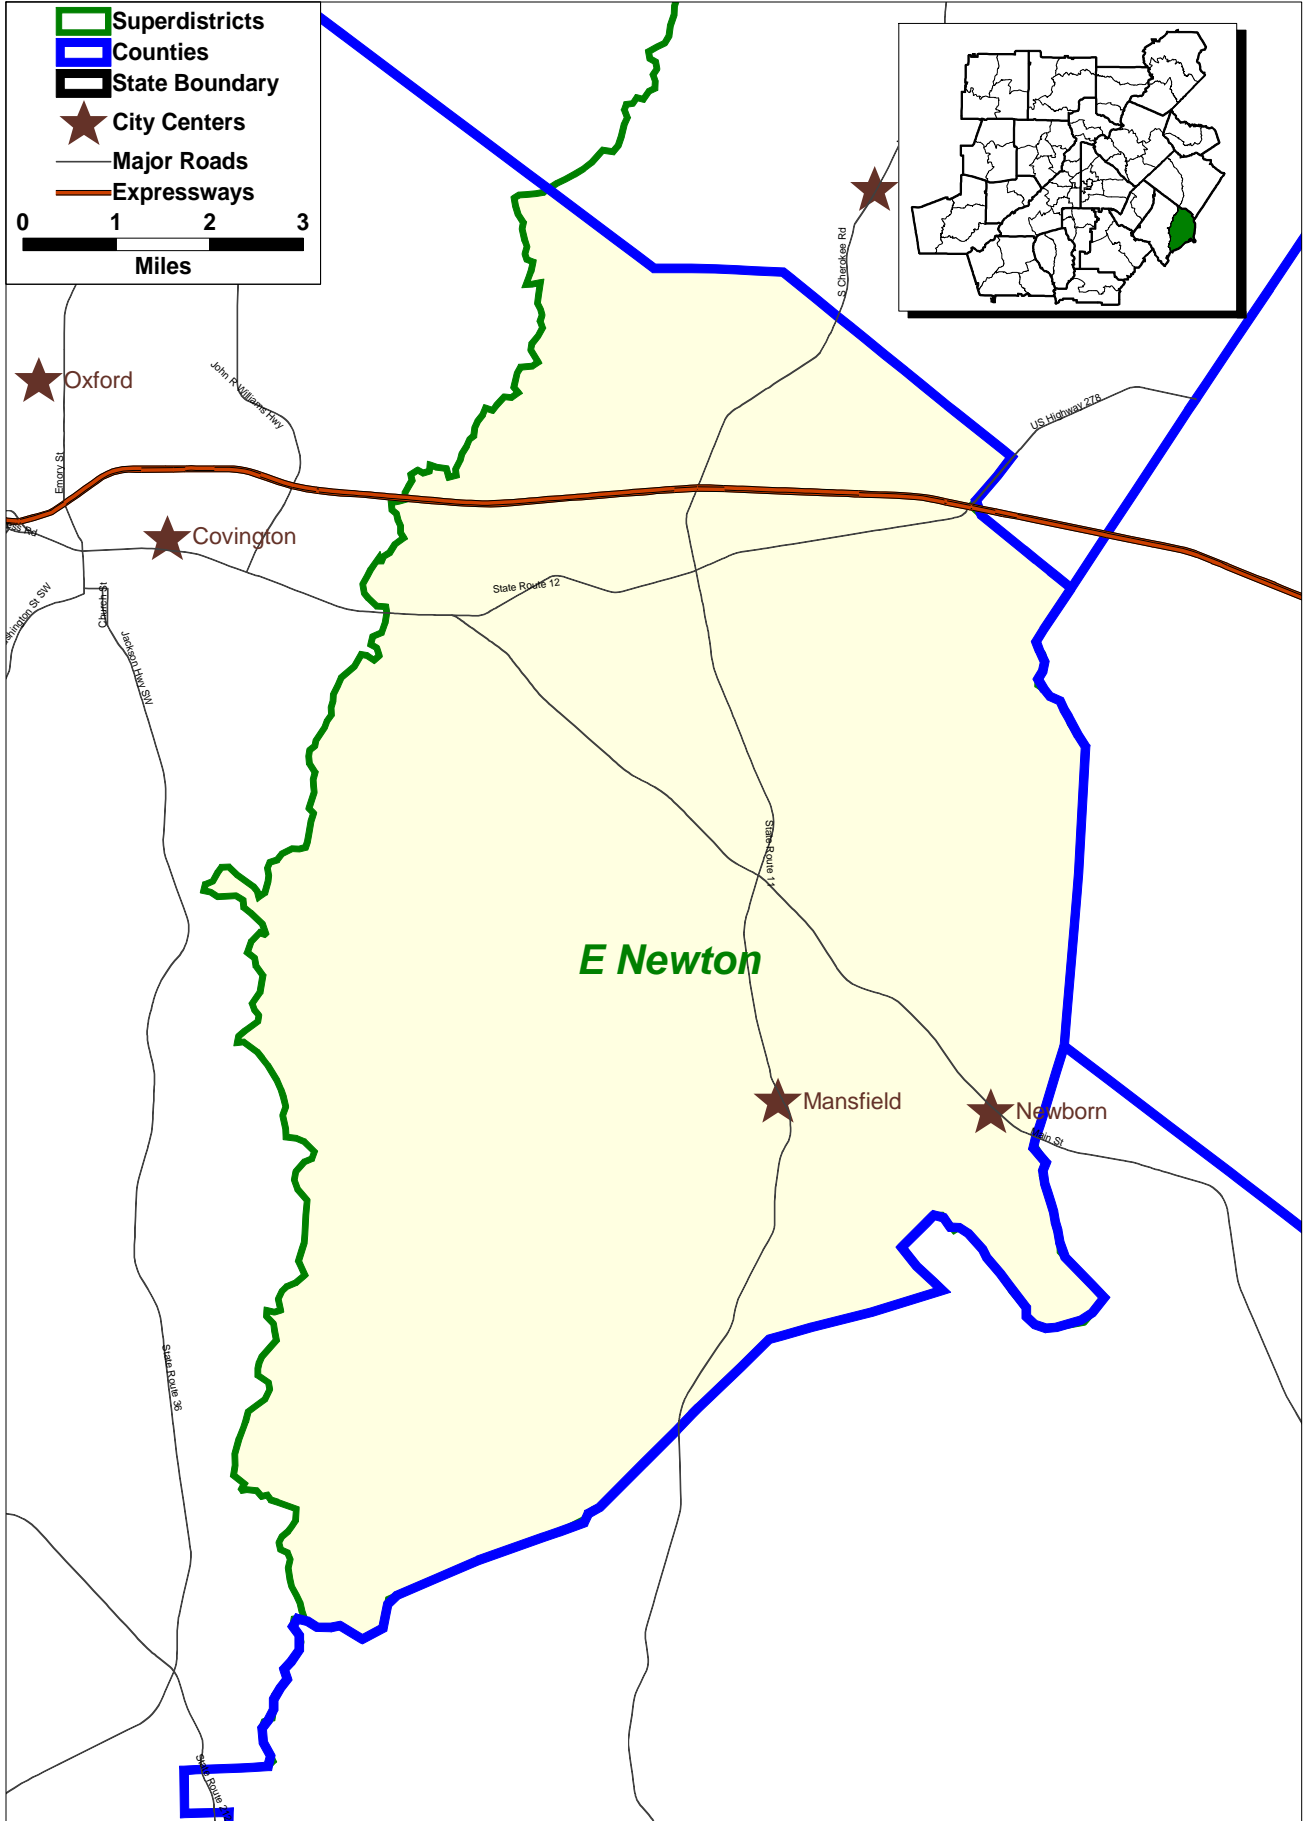 Superdistricts
Counties
State Boundary
City Centers
Major Roads
Expressways
0 1 2 3
Miles
S Cherokee Rd
Oxford
John R Williams Hwy
US Highway 278
Emory St
Covington
State Route 12
Church St
Jackson Hwy SW
State Route 11
E Newton
Mansfield
Newborn
Main St
State Route 36
State Route